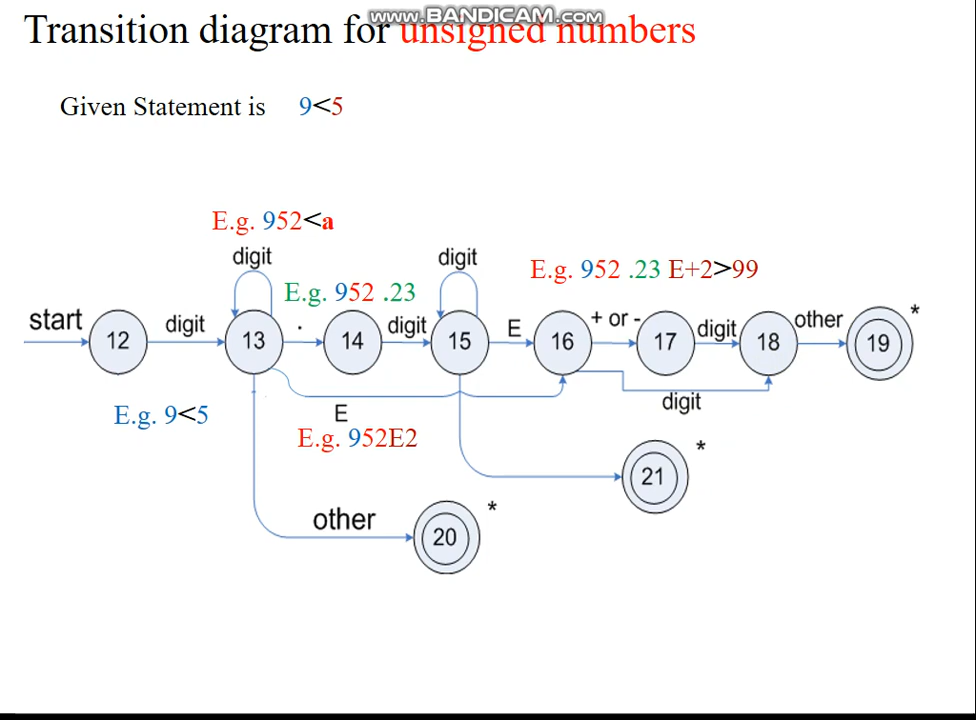 www.BANDICAM.com
Transition diagram for unsigned numbers
Given Statement is 9<5
E.g. 952<a
digit
digit
E.g. 952 .23 E+2>99
E.g. 952 .23
start
digit
.
digit
E
+ or -
digit
other
*
12
13
14
15
16
17
18
19
E.g. 9<5
E
digit
E.g. 952E2
*
21
other
*
20